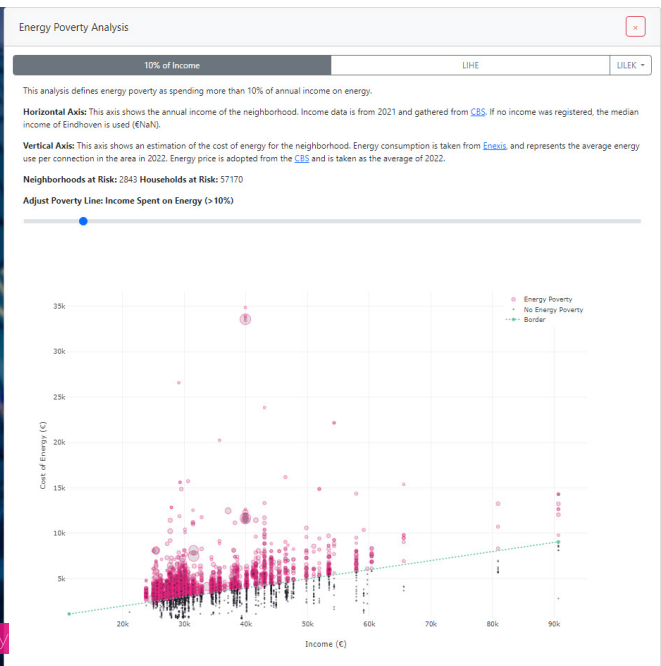 Energy Poverty Analysis
×
10% of Income
LIHE
LILEK
This analysis defines energy poverty as spending more than 10% of annual income on energy.
Horizontal Axis: This axis shows the annual income of the neighborhood. Income data is from 2021 and gathered from CBS. If no income was registered, the median
income of Eindhoven is used (€NaN).
Vertical Axis: This axis shows an estimation of the cost of energy for the neighborhood. Energy consumption is taken from Enexis, and represents the average energy
use per connection in the area in 2022. Energy price is adopted from the CBS and is taken as the average of 2022.
Neighborhoods at Risk: 2843 Households at Risk: 57170
Adjust Poverty Line: Income Spent on Energy (>10%)
Energy Poverty
No Energy Poverty
Border
35k
30k
25k
20k
15k
10k
5k
Cost of Energy (€)
20k 30k 40k 50k 60k 70k 80k 90k
Income (€)
y